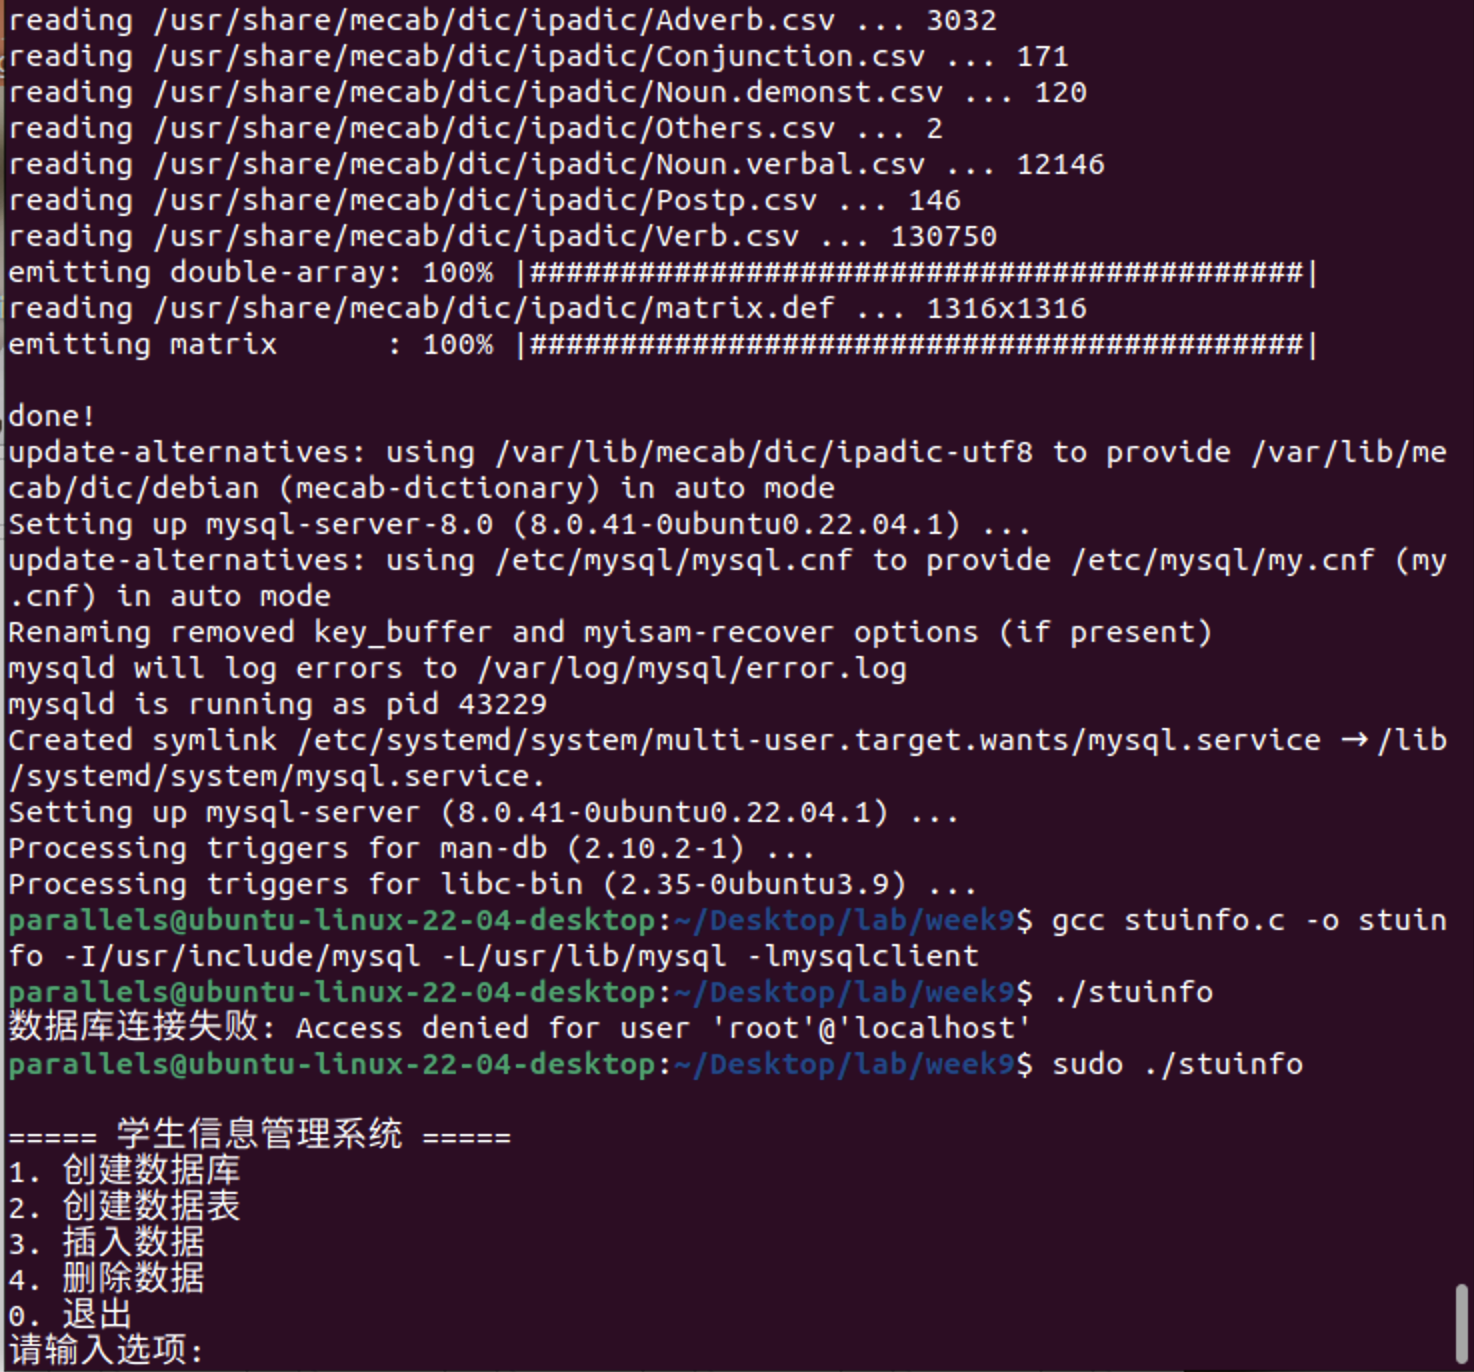 reading /usr/share/mecab/dic/ipadic/Adverb.csv ... 3032
reading /usr/share/mecab/dic/ipadic/Conjunction.csv ... 171
reading /usr/share/mecab/dic/ipadic/Noun.demonst.csv ... 120
reading /usr/share/mecab/dic/ipadic/Others.csv ... 2
reading /usr/share/mecab/dic/ipadic/Noun.verbal.csv ... 12146
reading /usr/share/mecab/dic/ipadic/Postp.csv ... 146
reading /usr/share/mecab/dic/ipadic/Verb.csv ... 130750
emitting double-array: 100% |###########################################|
reading /usr/share/mecab/dic/ipadic/matrix.def ... 1316x1316
emitting matrix      : 100% |###########################################|
done!
update-alternatives: using /var/lib/mecab/dic/ipadic-utf8 to provide /var/lib/me
cab/dic/debian (mecab-dictionary) in auto mode
Setting up mysql-server-8.0 (8.0.41-0ubuntu0.22.04.1) ...
update-alternatives: using /etc/mysql/mysql.cnf to provide /etc/mysql/my.cnf (my
.cnf) in auto mode
Renaming removed key_buffer and myisam-recover options (if present)
mysqld will log errors to /var/log/mysql/error.log
mysqld is running as pid 43229
Created symlink /etc/systemd/system/multi-user.target.wants/mysql.service → /lib
/systemd/system/mysql.service.
Setting up mysql-server (8.0.41-0ubuntu0.22.04.1) ...
Processing triggers for man-db (2.10.2-1) ...
Processing triggers for libc-bin (2.35-0ubuntu3.9) ...
parallels@ubuntu-linux-22-04-desktop:~/Desktop/lab/week9$ gcc stuinfo.c -o stuin
fo -I/usr/include/mysql -L/usr/lib/mysql -lmysqlclient
parallels@ubuntu-linux-22-04-desktop:~/Desktop/lab/week9$ ./stuinfo
数据库连接失败: Access denied for user 'root'@'localhost'
parallels@ubuntu-linux-22-04-desktop:~/Desktop/lab/week9$ sudo ./stuinfo
===== 学生信息管理系统 =====
1. 创建数据库
2. 创建数据表
3. 插入数据
4. 删除数据
0. 退出
请输入选项: